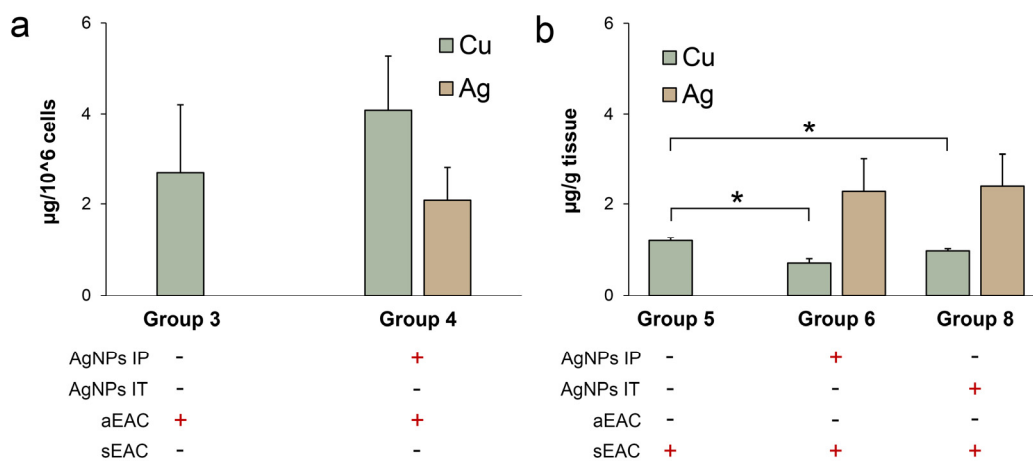 a
6
4
2
0
µg/10^6 cells
Cu
Ag
Group 3 Group 4
AgNPs IP - +
AgNPs IT - -
aEAC + +
sEAC - -
b
6
4
2
0
µg/g tissue
Cu
Ag
*
*
Group 5 Group 6 Group 8
AgNPs IP - + -
AgNPs IT - - +
aEAC - - -
sEAC + + +